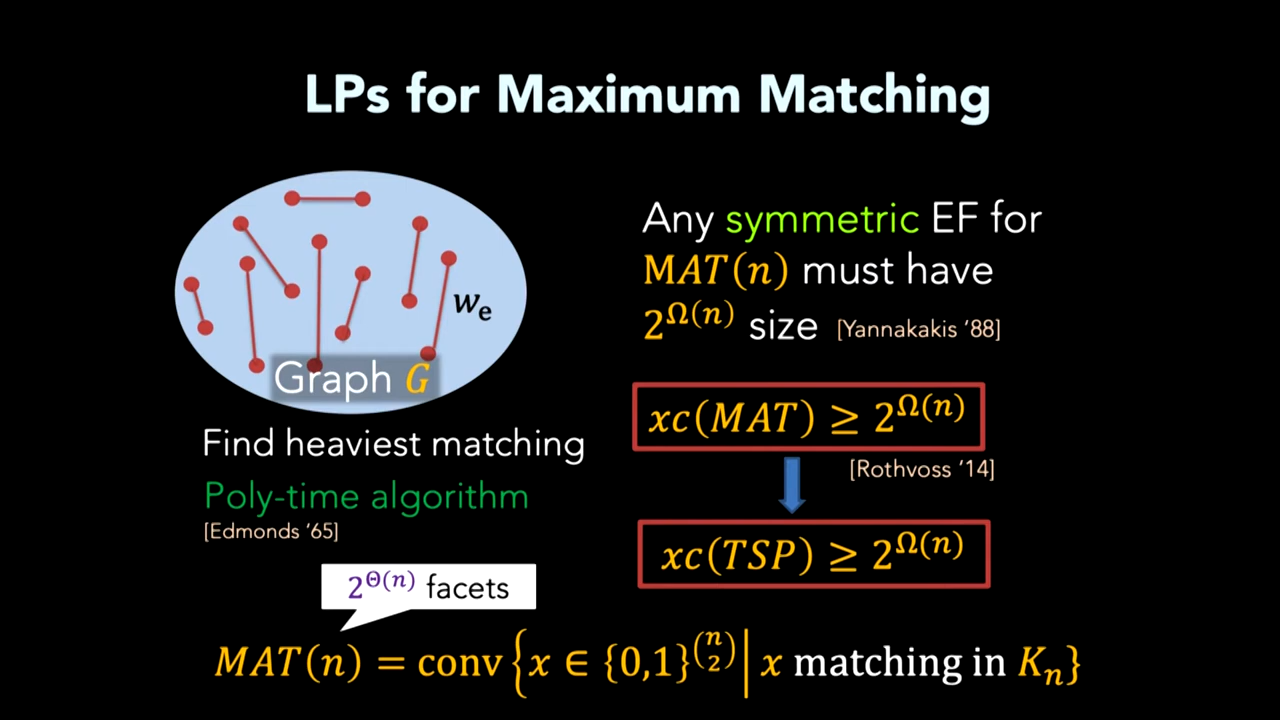 LPs for Maximum Matching
w_e
Graph G
Find heaviest matching
Poly-time algorithm
[Edmonds '65]
Any symmetric EF for
MAT(n) must have
2^{Ω(n)} size [Yannakakis '88]
xc(MAT) ≥ 2^{Ω(n)}
[Rothvoss '14]
xc(TSP) ≥ 2^{Ω(n)}
2^{Θ(n)} facets
MAT(n) = conv{x ∈ {0,1}^{\binom{n}{2}} | x matching in K_n}